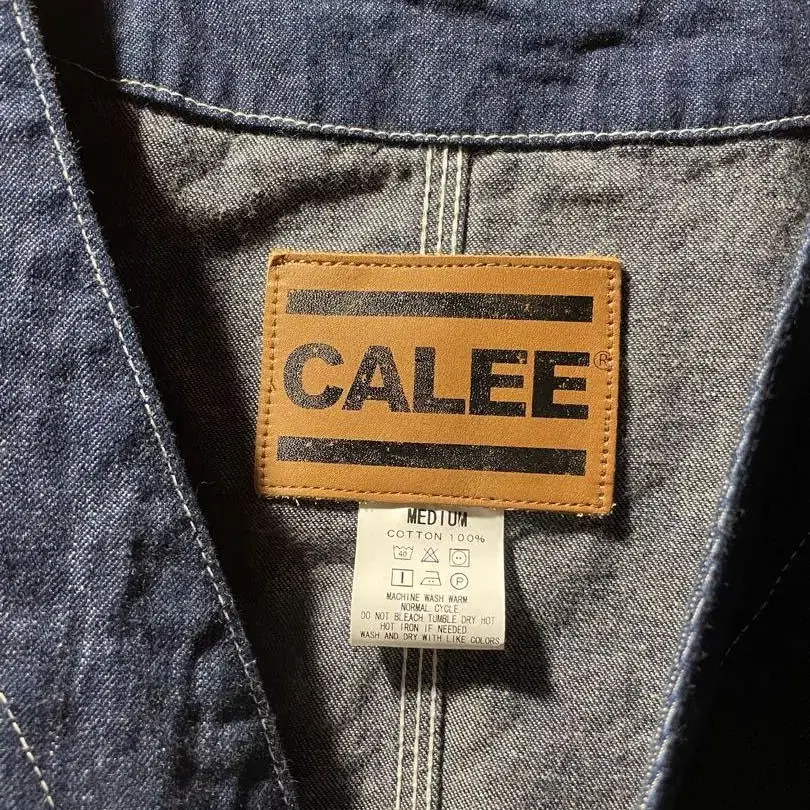 CALEE®
MEDIUM
COTTON 100%
40
MACHINE WASH WARM
NORMAL CYCLE
DO NOT BLEACH TUMBLE DRY HOT
HOT IRON IF NEEDED
WASH AND DRY WITH LIKE COLORS